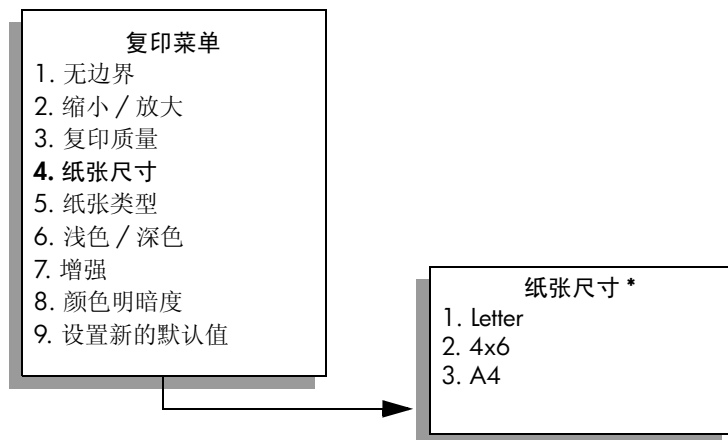 复印菜单
1. 无边界
2. 缩小 / 放大
3. 复印质量
4. 纸张尺寸
5. 纸张类型
6. 浅色 / 深色
7. 增强
8. 颜色明暗度
9. 设置新的默认值
纸张尺寸 *
1. Letter
2. 4x6
3. A4